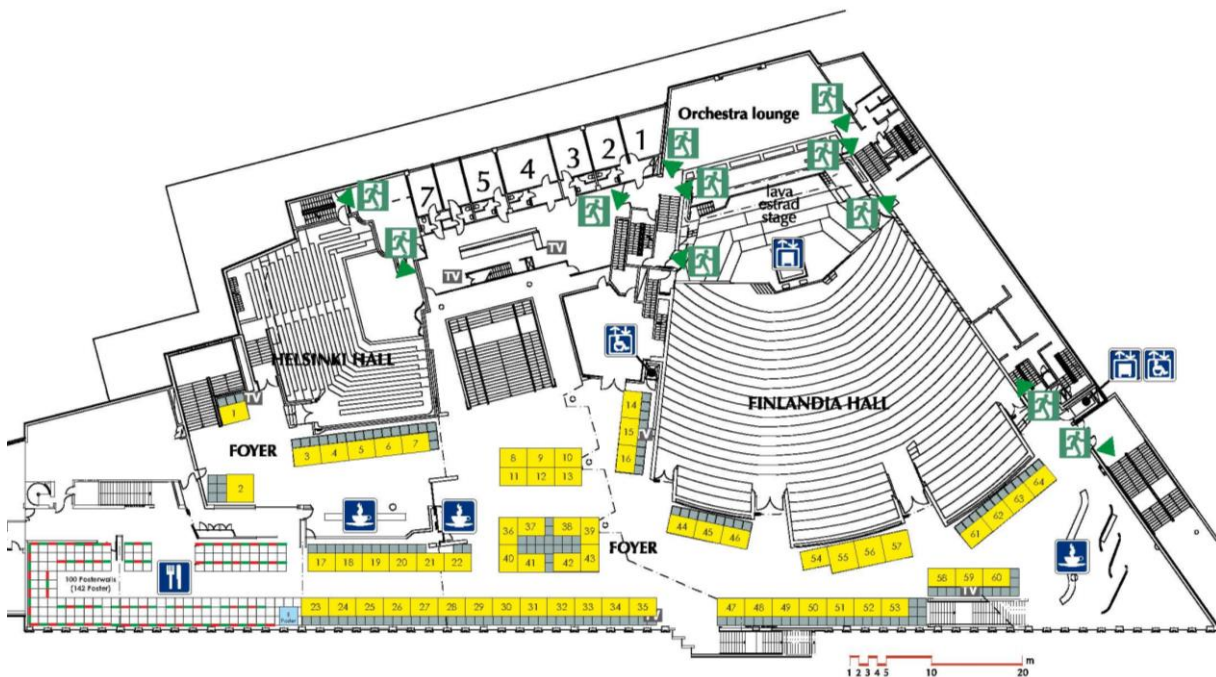 Orchestra lounge
1
2
3
4
5
7
lava
estrad
stage
TV
TV
HELSINKI HALL
FINLANDIA HALL
TV
1
FOYER
2
3 4 5 6 7
14
TV
15
16
8 9 10
11 12 13
44 45 46
54 55 56 57
61 62 63 64
36 37 38 39
40 41 42 43
FOYER
17 18 19 20 21 22
100 Posterwalls
(142 Poster)
58 59 60
TV
Poster
23 24 25 26 27 28 29 30 31 32 33 34 35
TV
47 48 49 50 51 52 53
m
1 2 3 4 5 10 20